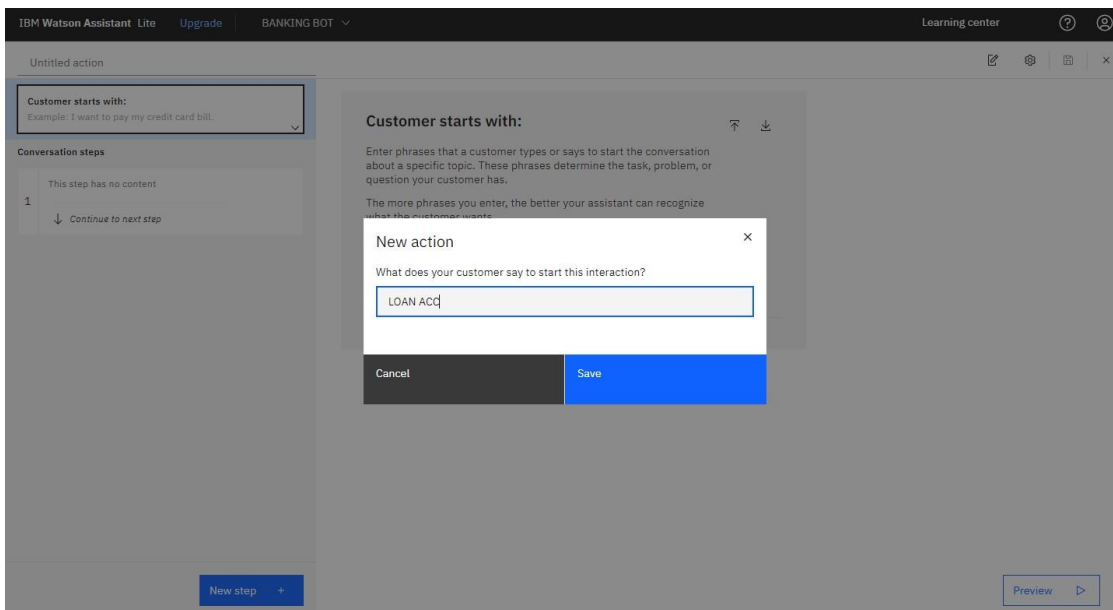 IBM Watson Assistant Lite Upgrade BANKING BOT Learning center
Untitled action
Customer starts with:
Example: I want to pay my credit card bill.
Conversation steps
This step has no content
1
Continue to next step
New step +
Customer starts with:
Enter phrases that a customer types or says to start the conversation
about a specific topic. These phrases determine the task, problem, or
question your customer has.
The more phrases you enter, the better your assistant can recognize
what the customer wants.
New action
What does your customer say to start this interaction?
LOAN ACC
Cancel Save
Preview